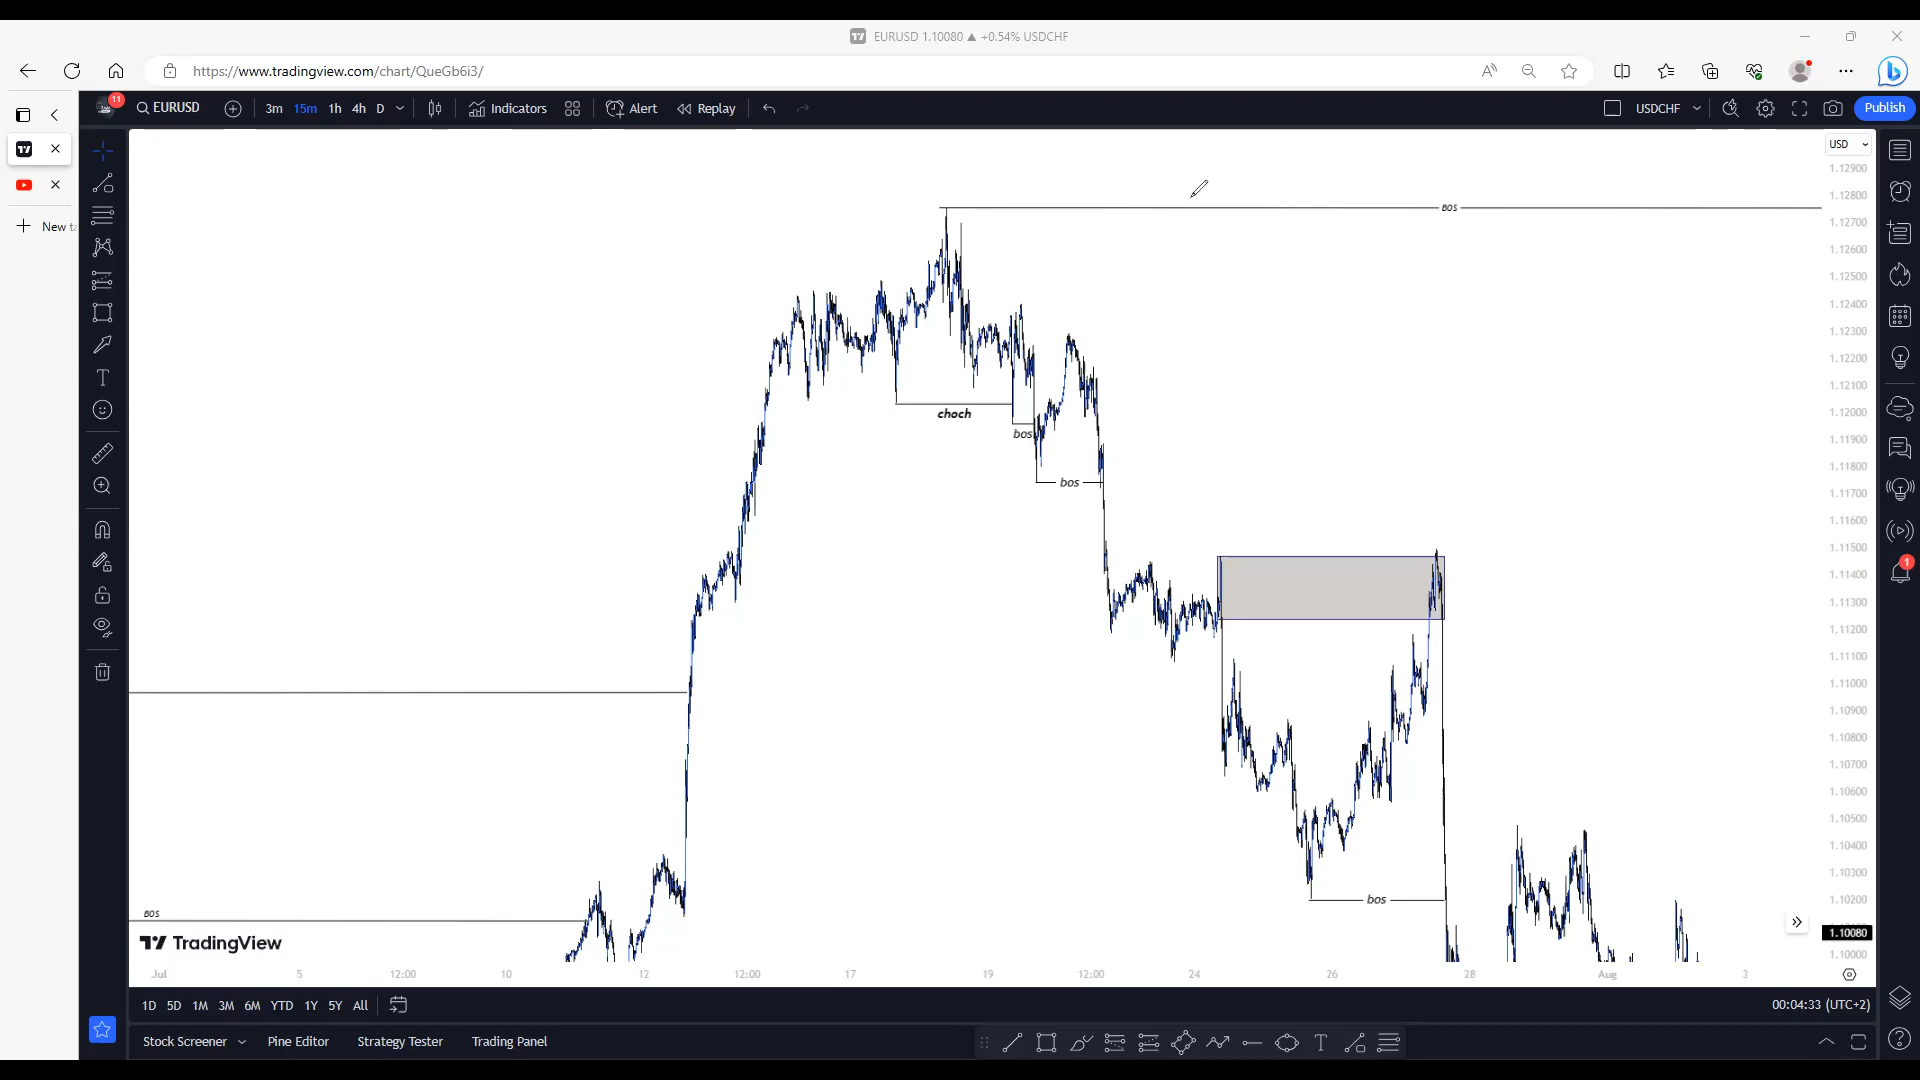 EURUSD 1.10080 ▲ +0.54% USDCHF
https://www.tradingview.com/chart/QueGb6i3/
11
EURUSD
3m 15m 1h 4h D
Indicators
Alert
Replay
USDCHF
Publish
New ta
USD
1.12900
1.12800
BOS
1.12700
1.12600
1.12500
1.12400
1.12300
1.12200
1.12100
1.12000
choch
1.11900
bos
1.11800
bos
1.11700
1.11600
1.11500
1.11400
1
1.11300
1.11200
1.11100
1.11000
1.10900
1.10800
1.10700
1.10600
1.10500
1.10400
1.10300
1.10200
bos
BOS
1.10080
TradingView
1.10000
Jul 5 12:00 10 12 12:00 17 19 12:00 24 26 28 Aug 3
1D 5D 1M 3M 6M YTD 1Y 5Y All
00:04:33 (UTC+2)
Stock Screener Pine Editor Strategy Tester Trading Panel